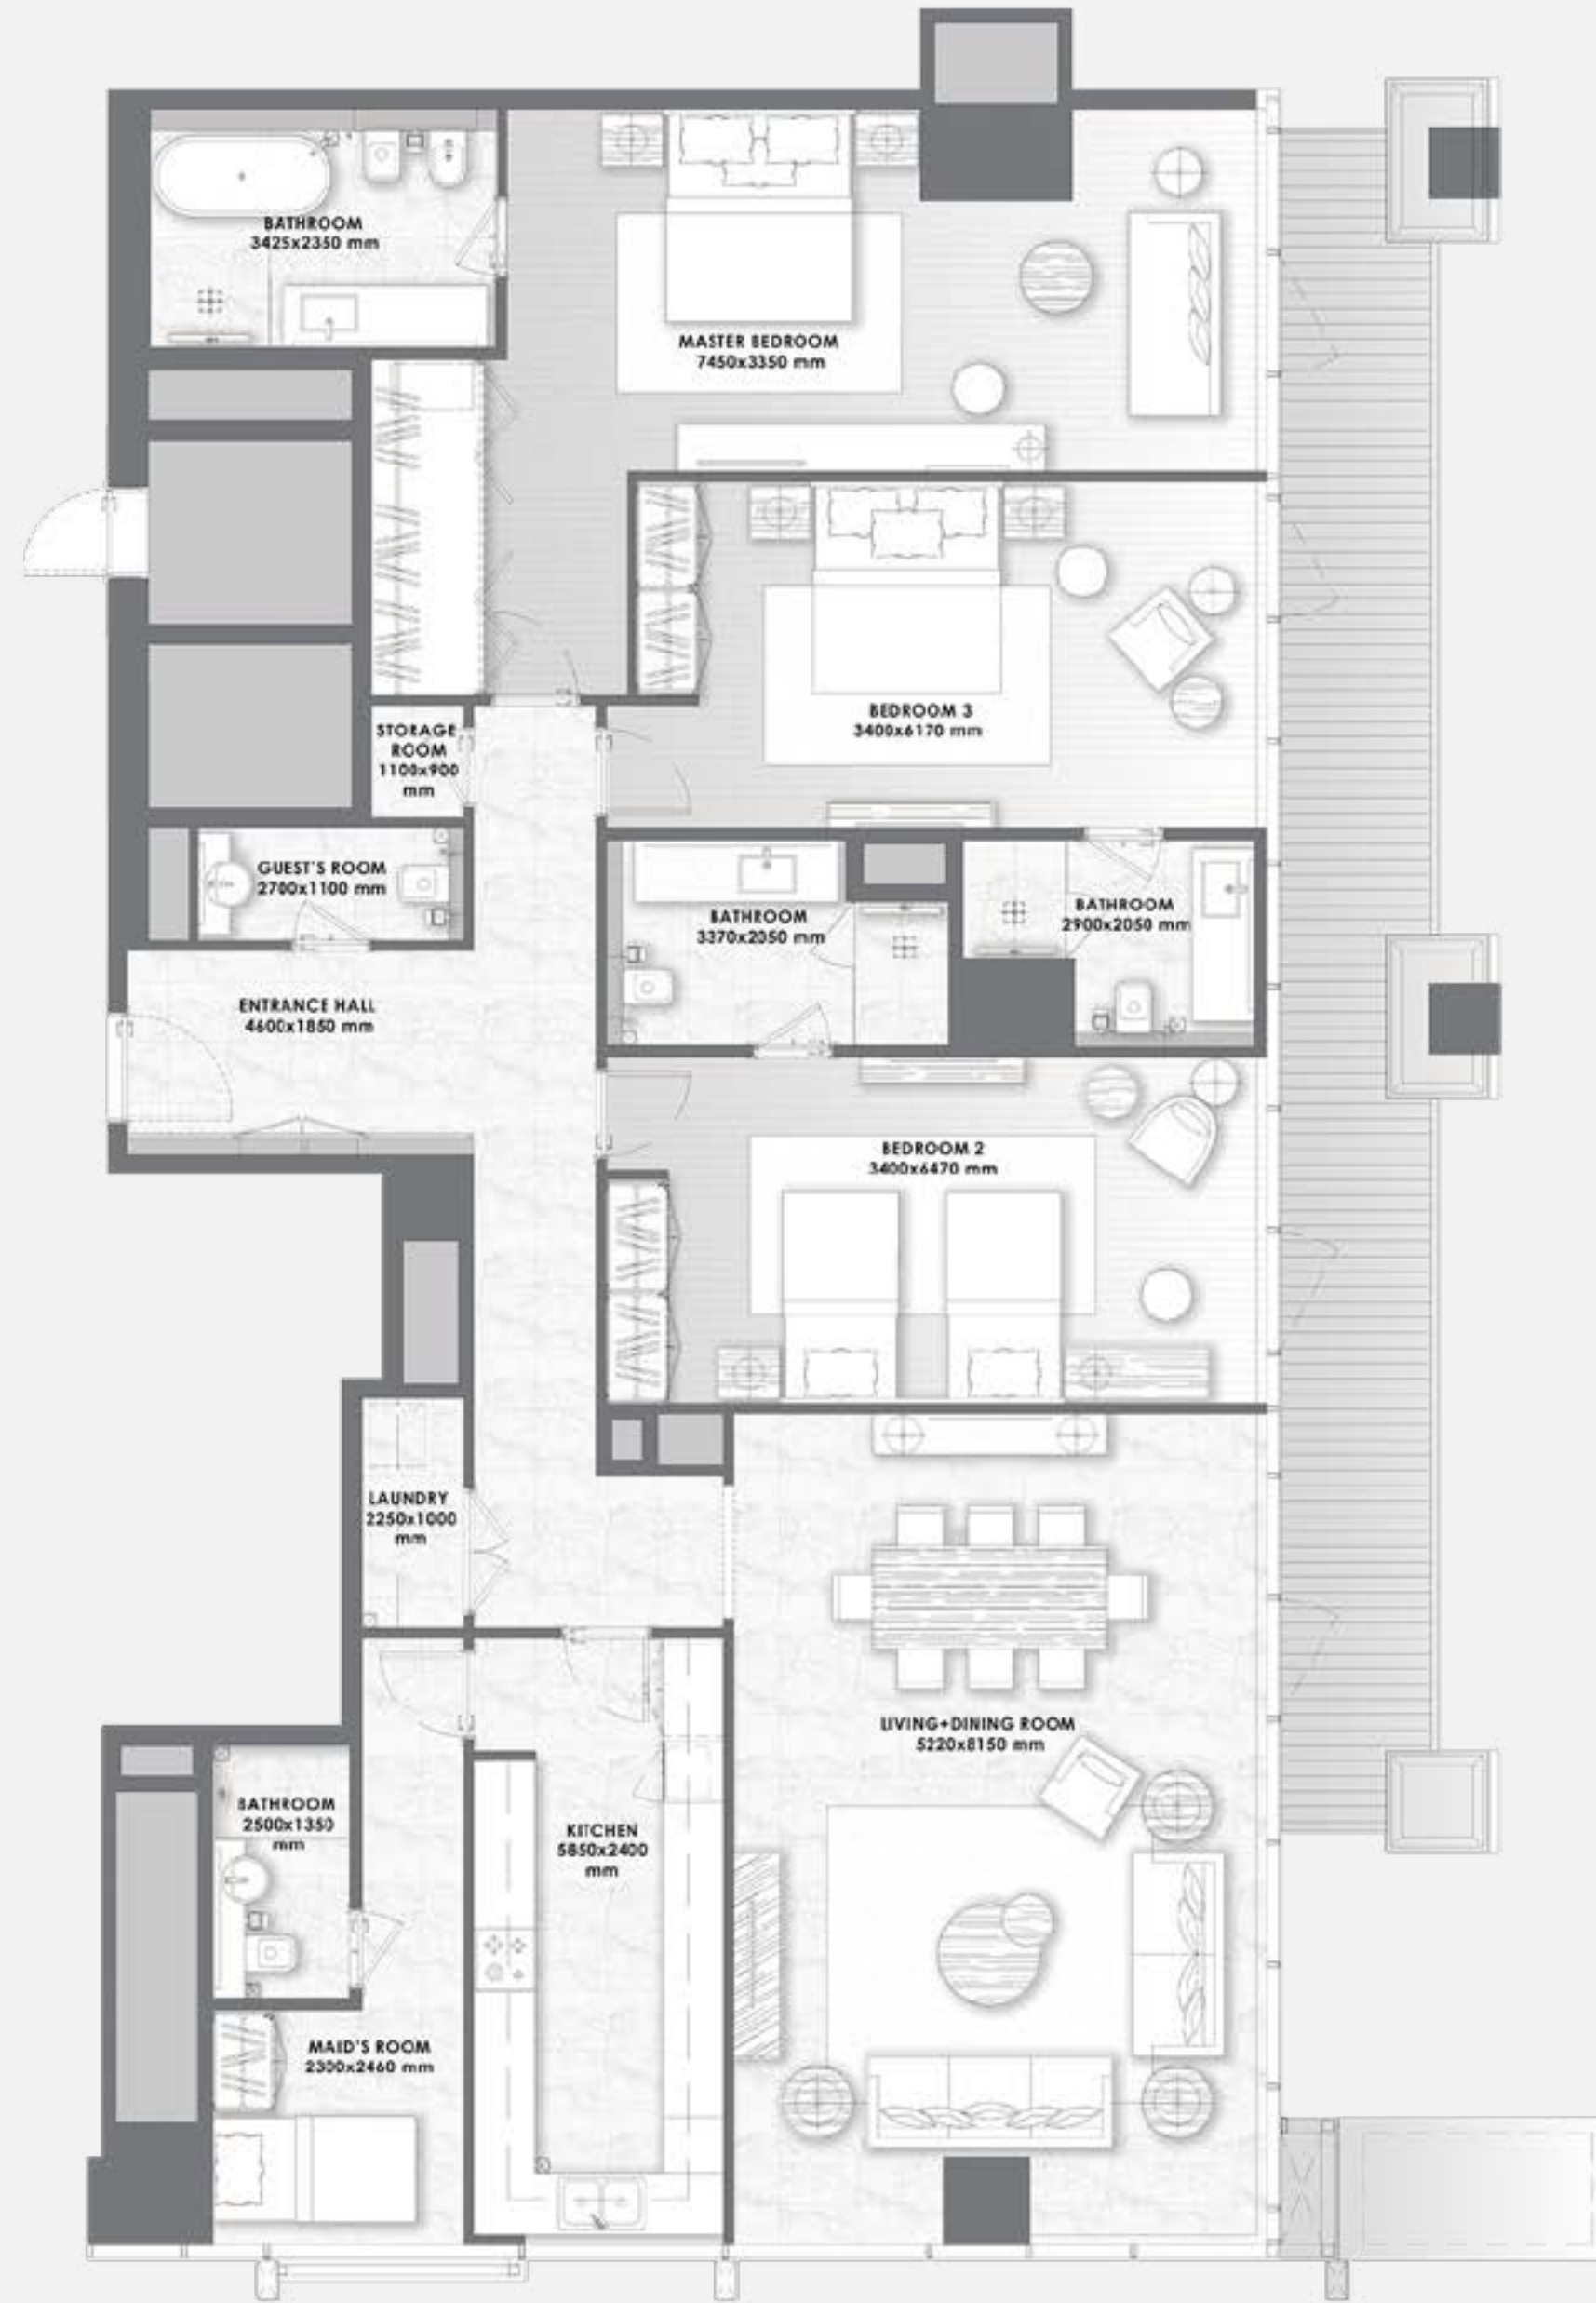 BATHROOM
3425x2350 mm
MASTER BEDROOM
7450x3350 mm
BEDROOM 3
3400x6170 mm
STORAGE
ROOM
1100x900
mm
GUEST'S ROOM
2700x1100 mm
BATHROOM
3370x2050 mm
BATHROOM
2900x2050 mm
ENTRANCE HALL
4600x1850 mm
BEDROOM 2
3400x6470 mm
LAUNDRY
2250x1000
mm
LIVING+DINING ROOM
5220x8150 mm
BATHROOM
2500x1350
mm
KITCHEN
5850x2400
mm
MAID'S ROOM
2300x2460 mm